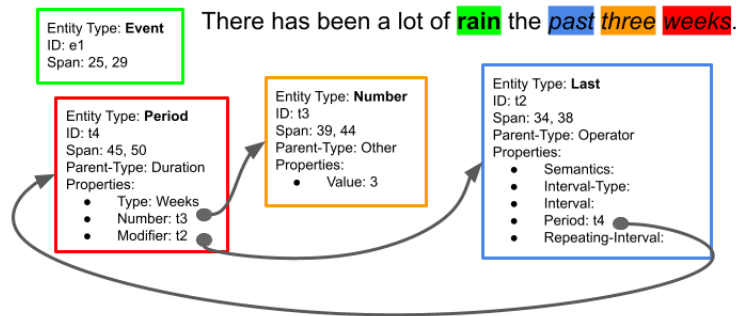 There has been a lot of rain the past three weeks.
Entity Type: Event
ID: e1
Span: 25, 29
Entity Type: Period
ID: t4
Span: 45, 50
Parent-Type: Duration
Properties:
● Type: Weeks
● Number: t3
● Modifier: t2
Entity Type: Number
ID: t3
Span: 39, 44
Parent-Type: Other
Properties:
● Value: 3
Entity Type: Last
ID: t2
Span: 34, 38
Parent-Type: Operator
Properties:
● Semantics:
● Interval-Type:
● Interval:
● Period: t4
● Repeating-Interval: